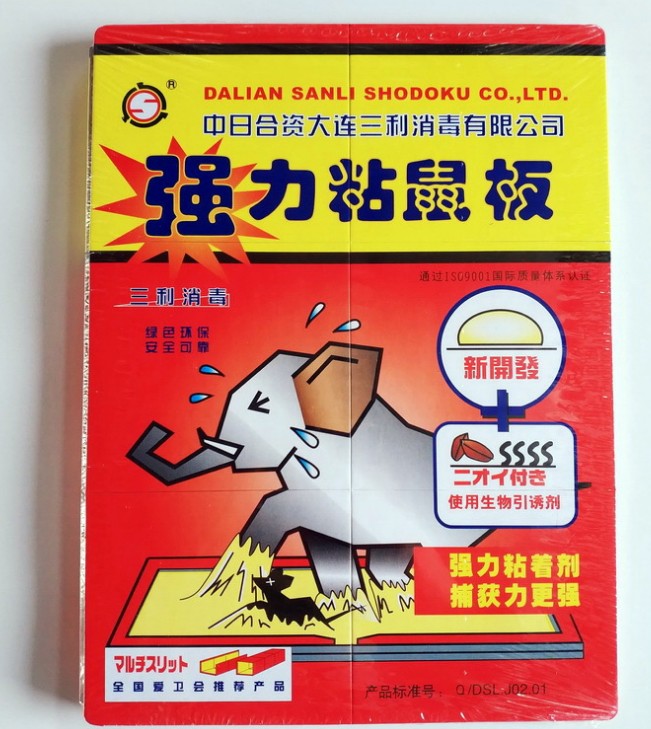 ®
DALIAN SANLI SHODOKU CO.,LTD.
中日合资大连三利消毒有限公司
强力粘鼠板
通过ISO9001国际质量体系认证
三利消毒
绿色环保
安全可靠
新開發
ニオイ付き
使用生物引诱剂
强力粘着剂
捕获力更强
マルチスリット
全国爱卫会推荐产品
产品标准号：Q/DSL J02.01